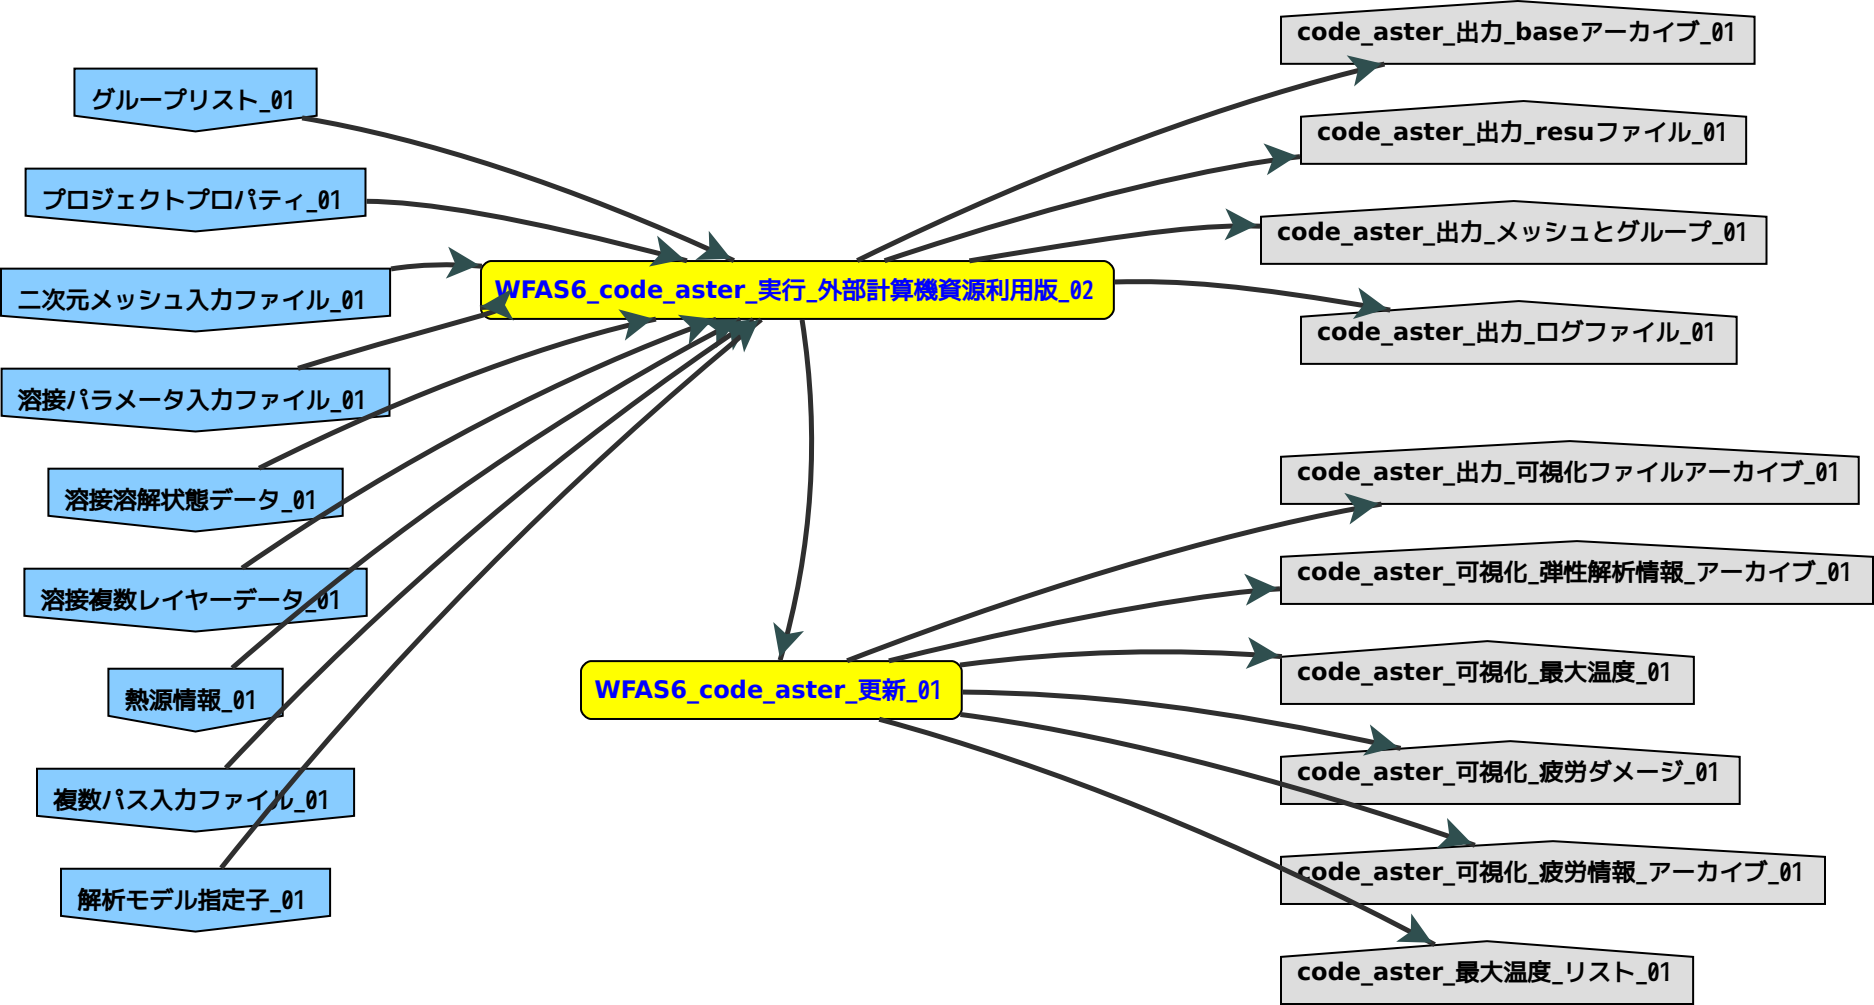 グループリスト_01
プロジェクトプロパティ_01
二次元メッシュ入力ファイル_01
溶接パラメータ入力ファイル_01
溶接溶解状態データ_01
溶接複数レイヤーデータ_01
熱源情報_01
複数パス入力ファイル_01
解析モデル指定子_01
WFAS6_code_aster_実行_外部計算機資源利用版_02
WFAS6_code_aster_更新_01
code_aster_出力_baseアーカイブ_01
code_aster_出力_resuファイル_01
code_aster_出力_メッシュとグループ_01
code_aster_出力_ログファイル_01
code_aster_出力_可視化ファイルアーカイブ_01
code_aster_可視化_弾性解析情報_アーカイブ_01
code_aster_可視化_最大温度_01
code_aster_可視化_疲労ダメージ_01
code_aster_可視化_疲労情報_アーカイブ_01
code_aster_最大温度_リスト_01